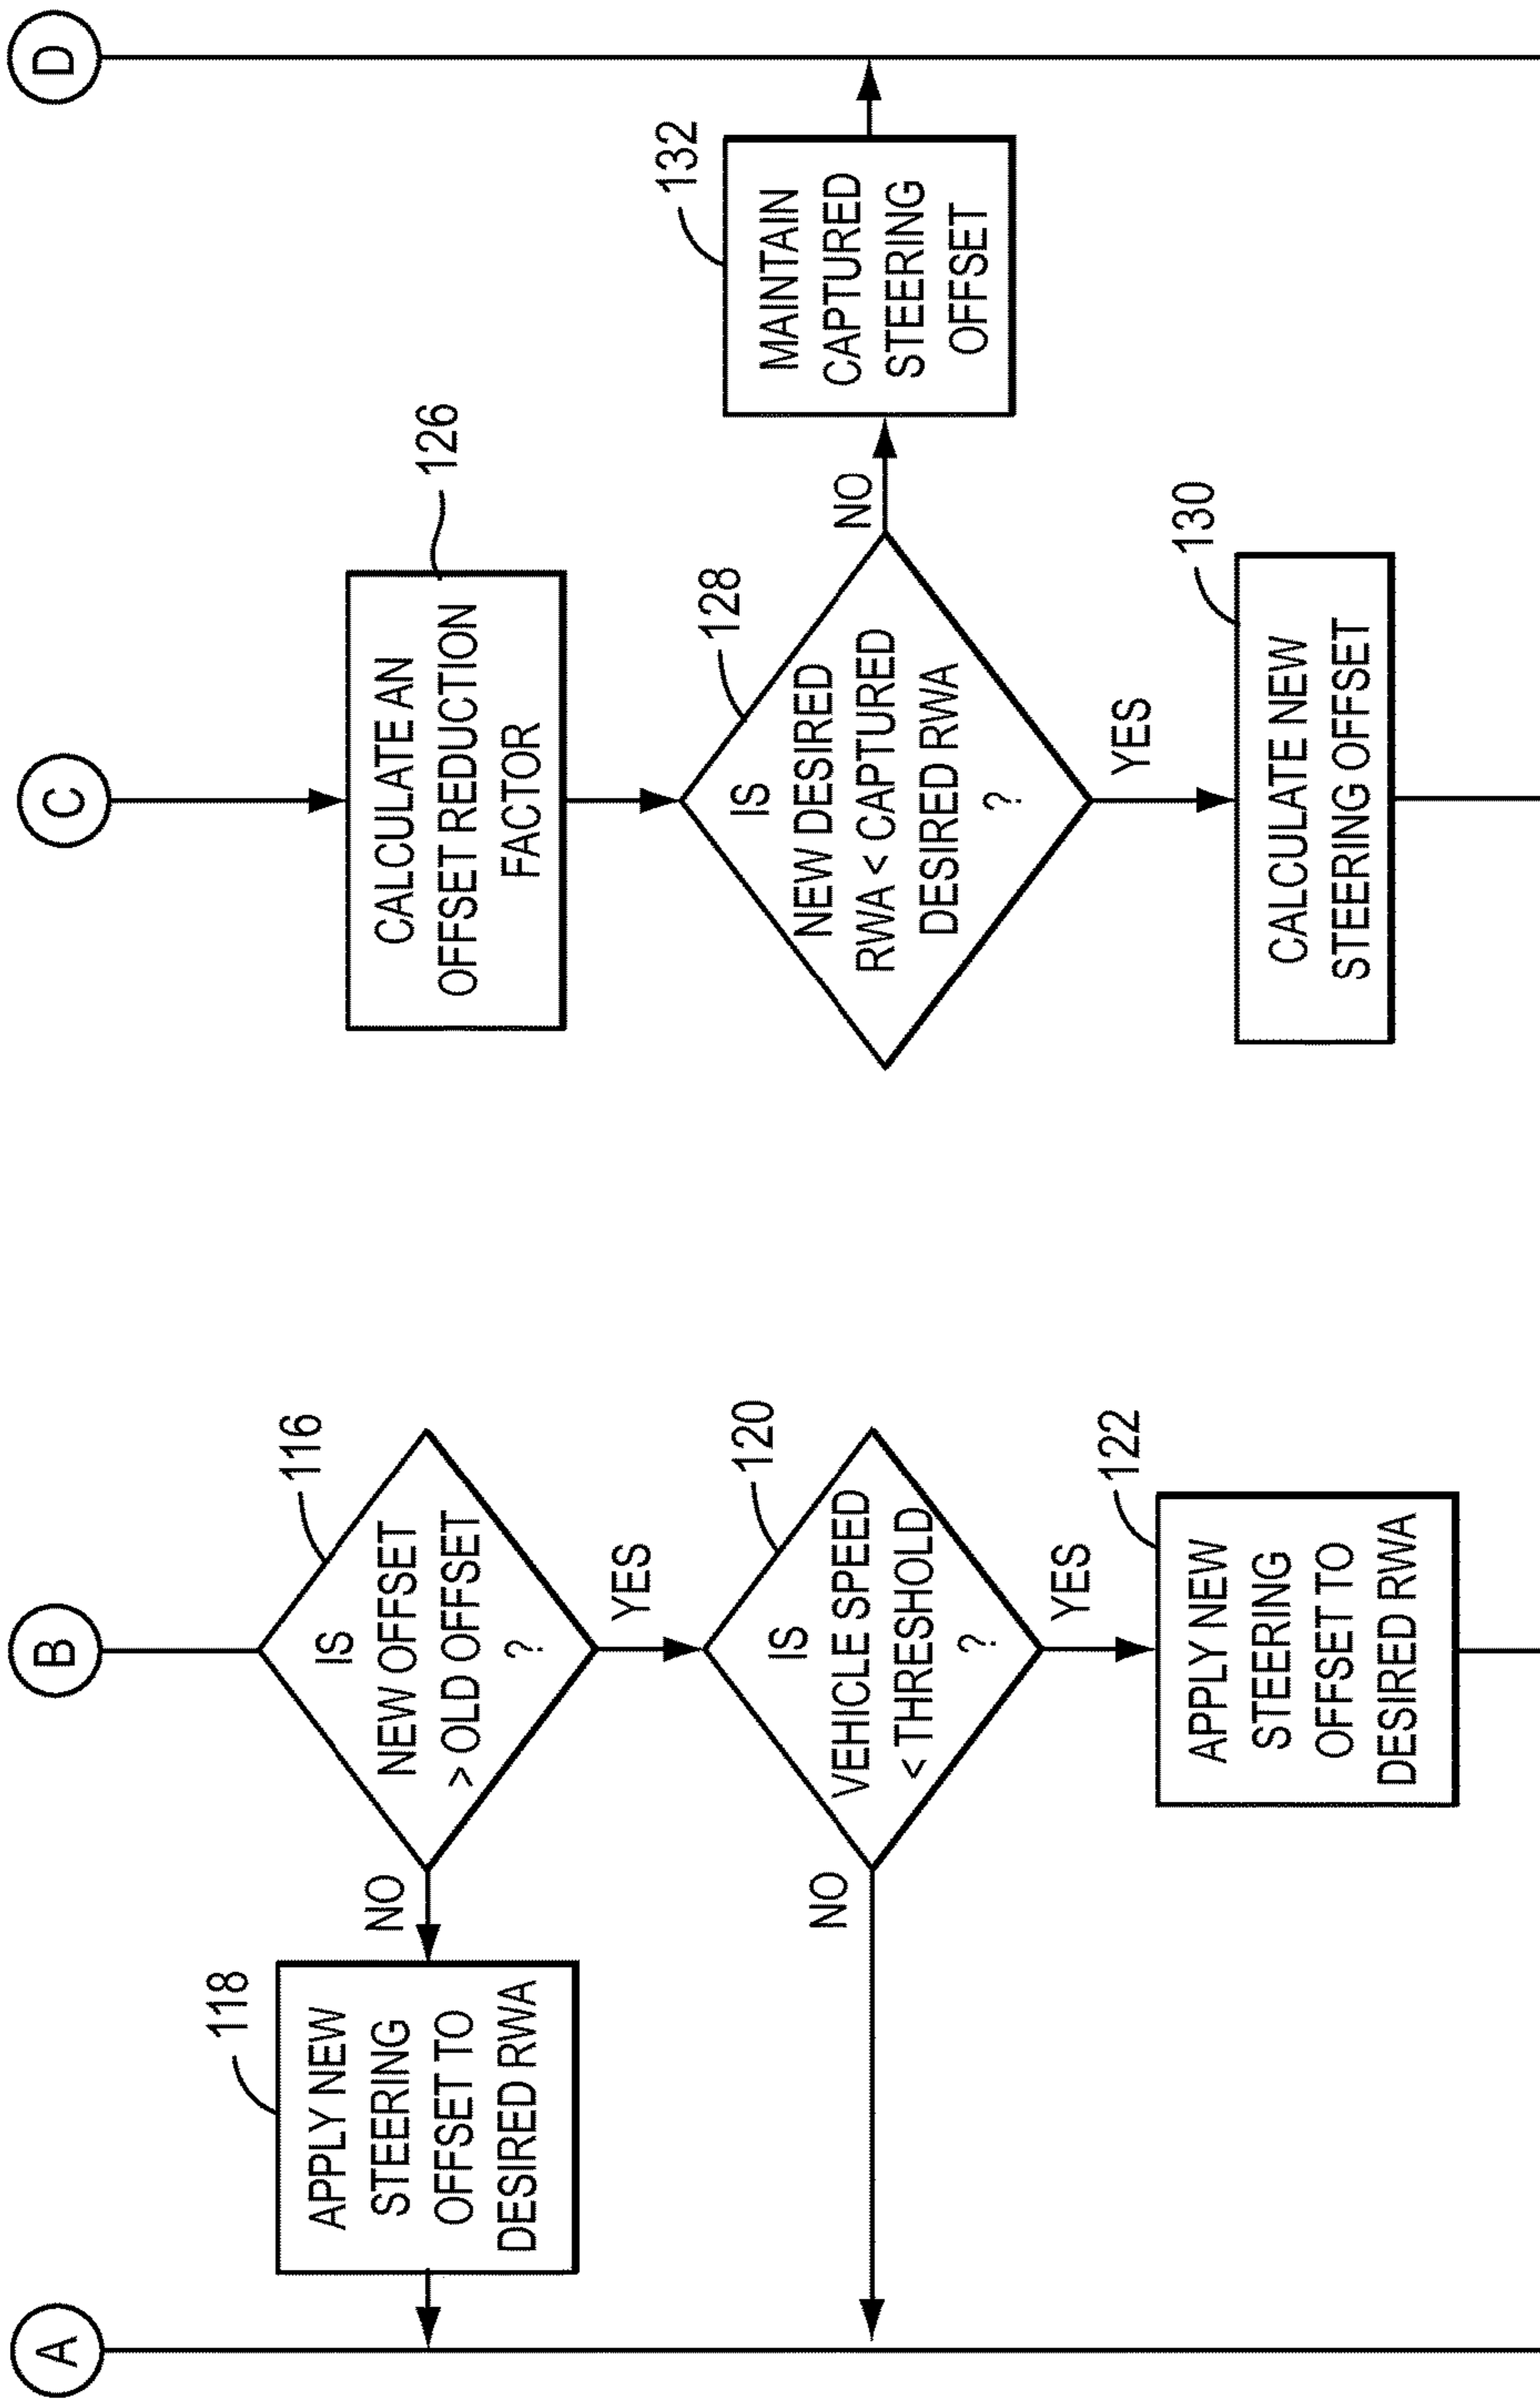 A
B
C
D
116
IS
NEW OFFSET
> OLD OFFSET
?
NO
YES
118
APPLY NEW
STEERING
OFFSET TO
DESIRED RWA
120
IS
VEHICLE SPEED
< THRESHOLD
?
NO
YES
122
APPLY NEW
STEERING
OFFSET TO
DESIRED RWA
126
CALCULATE AN
OFFSET REDUCTION
FACTOR
128
IS
NEW DESIRED
RWA < CAPTURED
DESIRED RWA
?
NO
YES
132
MAINTAIN
CAPTURED
STEERING
OFFSET
130
CALCULATE NEW
STEERING OFFSET